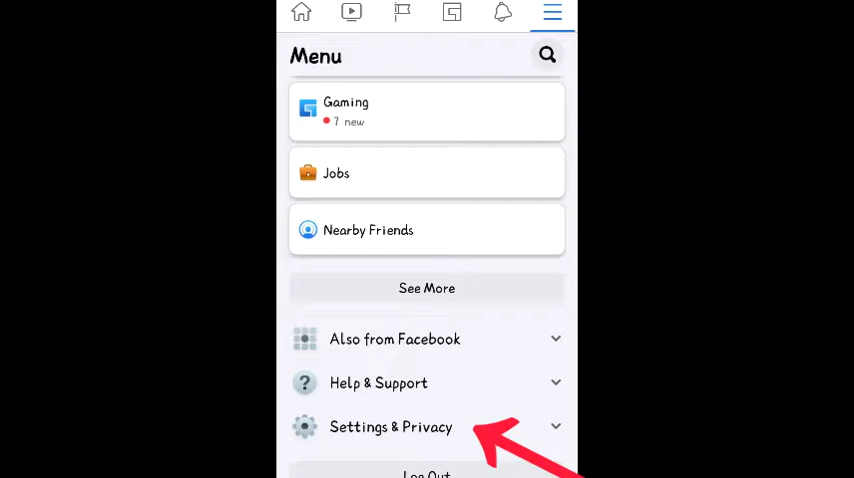 Menu
Gaming
7 new
Jobs
Nearby Friends
See More
Also from Facebook
Help & Support
Settings & Privacy
Log Out